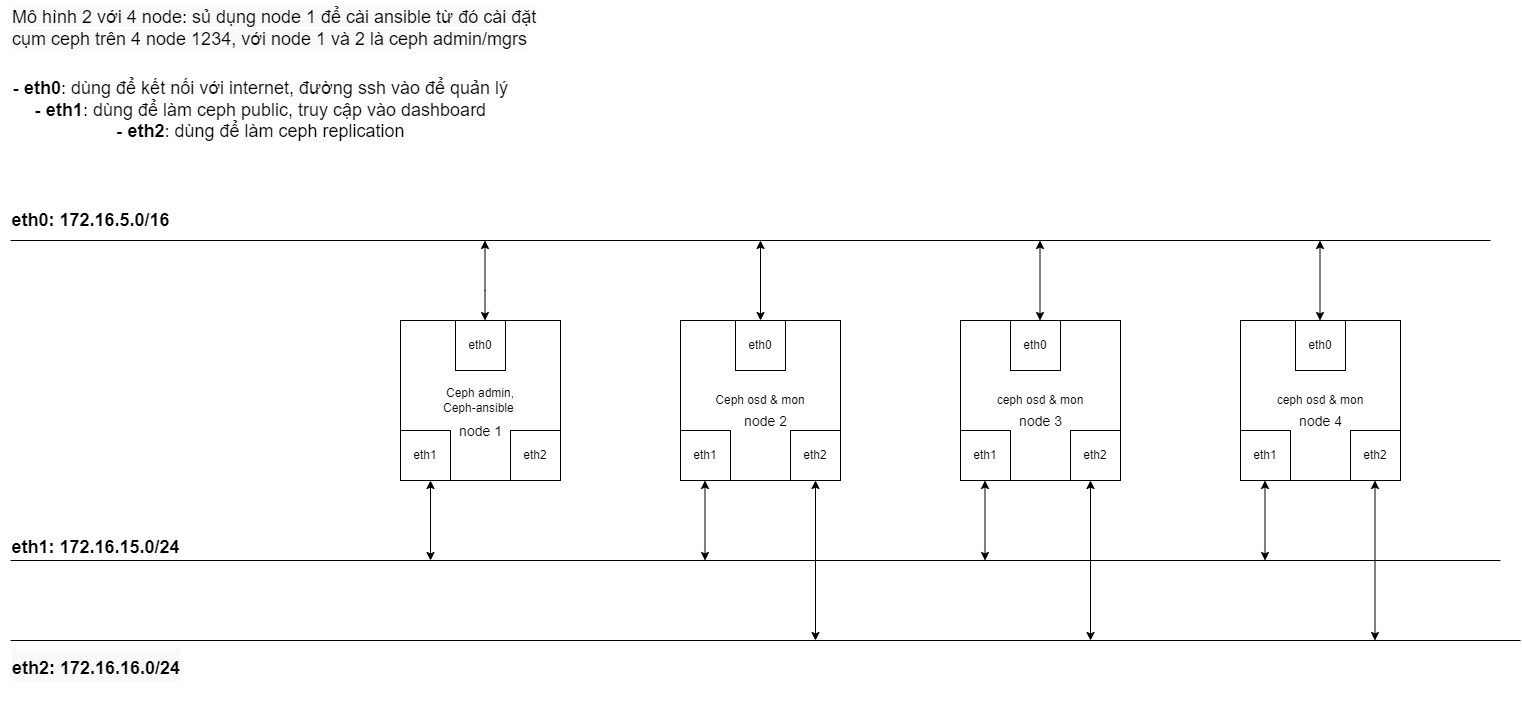 Mô hình 2 với 4 node: sủ dụng node 1 để cài ansible từ đó cài đặt
cụm ceph trên 4 node 1234, với node 1 và 2 là ceph admin/mgrs
- eth0: dùng để kết nối với internet, đường ssh vào để quản lý
- eth1: dùng để làm ceph public, truy cập vào dashboard
- eth2: dùng để làm ceph replication
eth0: 172.16.5.0/16
eth0
eth0
eth0
eth0
Ceph admin,
Ceph-ansible
node 1
Ceph osd & mon
node 2
ceph osd & mon
node 3
ceph osd & mon
node 4
eth1
eth2
eth1
eth2
eth1
eth2
eth1
eth2
eth1: 172.16.15.0/24
eth2: 172.16.16.0/24